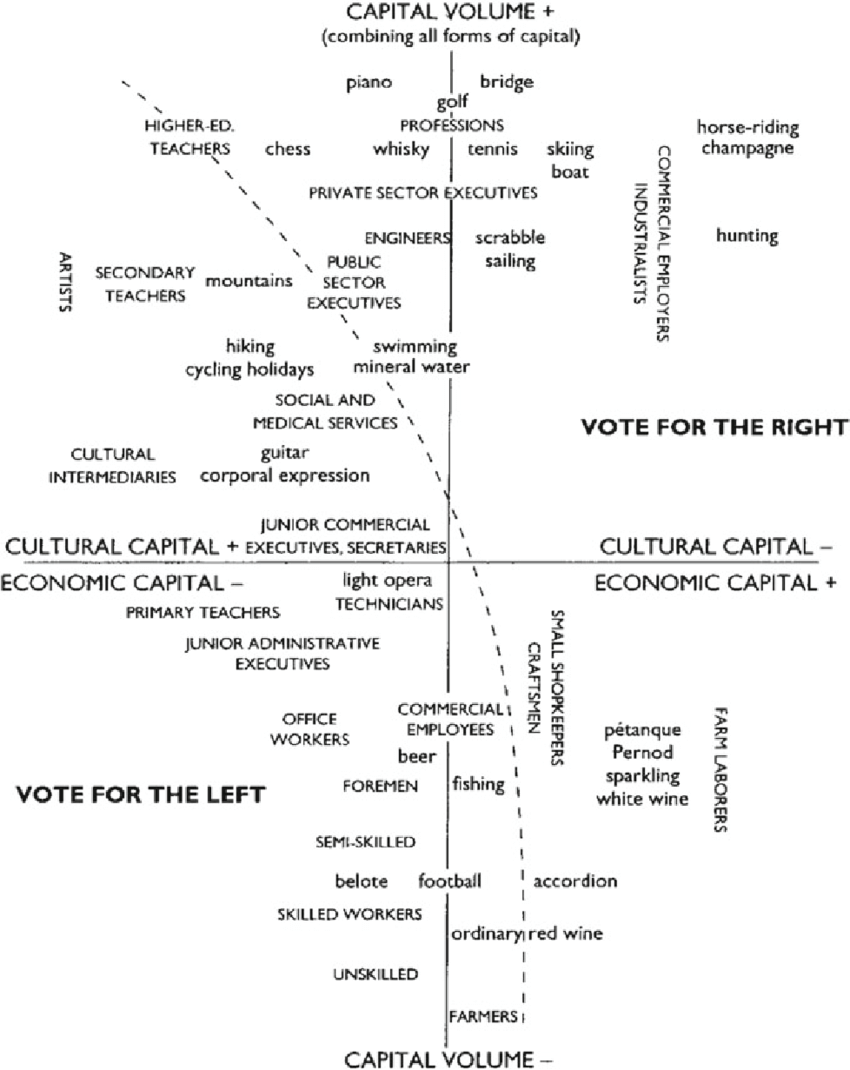 CAPITAL VOLUME +
(combining all forms of capital)
piano
bridge
golf
HIGHER-ED.
TEACHERS
chess
PROFESSIONS
whisky
tennis
skiing
boat
horse-riding
champagne
PRIVATE SECTOR EXECUTIVES
COMMERCIAL EMPLOYERS
INDUSTRIALISTS
ENGINEERS
scrabble
sailing
hunting
ARTISTS
SECONDARY
TEACHERS
mountains
PUBLIC
SECTOR
EXECUTIVES
hiking
cycling holidays
swimming
mineral water
SOCIAL AND
MEDICAL SERVICES
VOTE FOR THE RIGHT
CULTURAL
INTERMEDIARIES
guitar
corporal expression
JUNIOR COMMERCIAL
EXECUTIVES, SECRETARIES
CULTURAL CAPITAL +
CULTURAL CAPITAL –
ECONOMIC CAPITAL –
ECONOMIC CAPITAL +
light opera
TECHNICIANS
PRIMARY TEACHERS
JUNIOR ADMINISTRATIVE
EXECUTIVES
SMALL SHOPKEEPERS
CRAFTSMEN
OFFICE
WORKERS
COMMERCIAL
EMPLOYEES
beer
pétanque
Pernod
sparkling
white wine
FARM LABORERS
FOREMEN
fishing
VOTE FOR THE LEFT
SEMI-SKILLED
belote
football
accordion
SKILLED WORKERS
ordinary red wine
UNSKILLED
FARMERS
CAPITAL VOLUME –